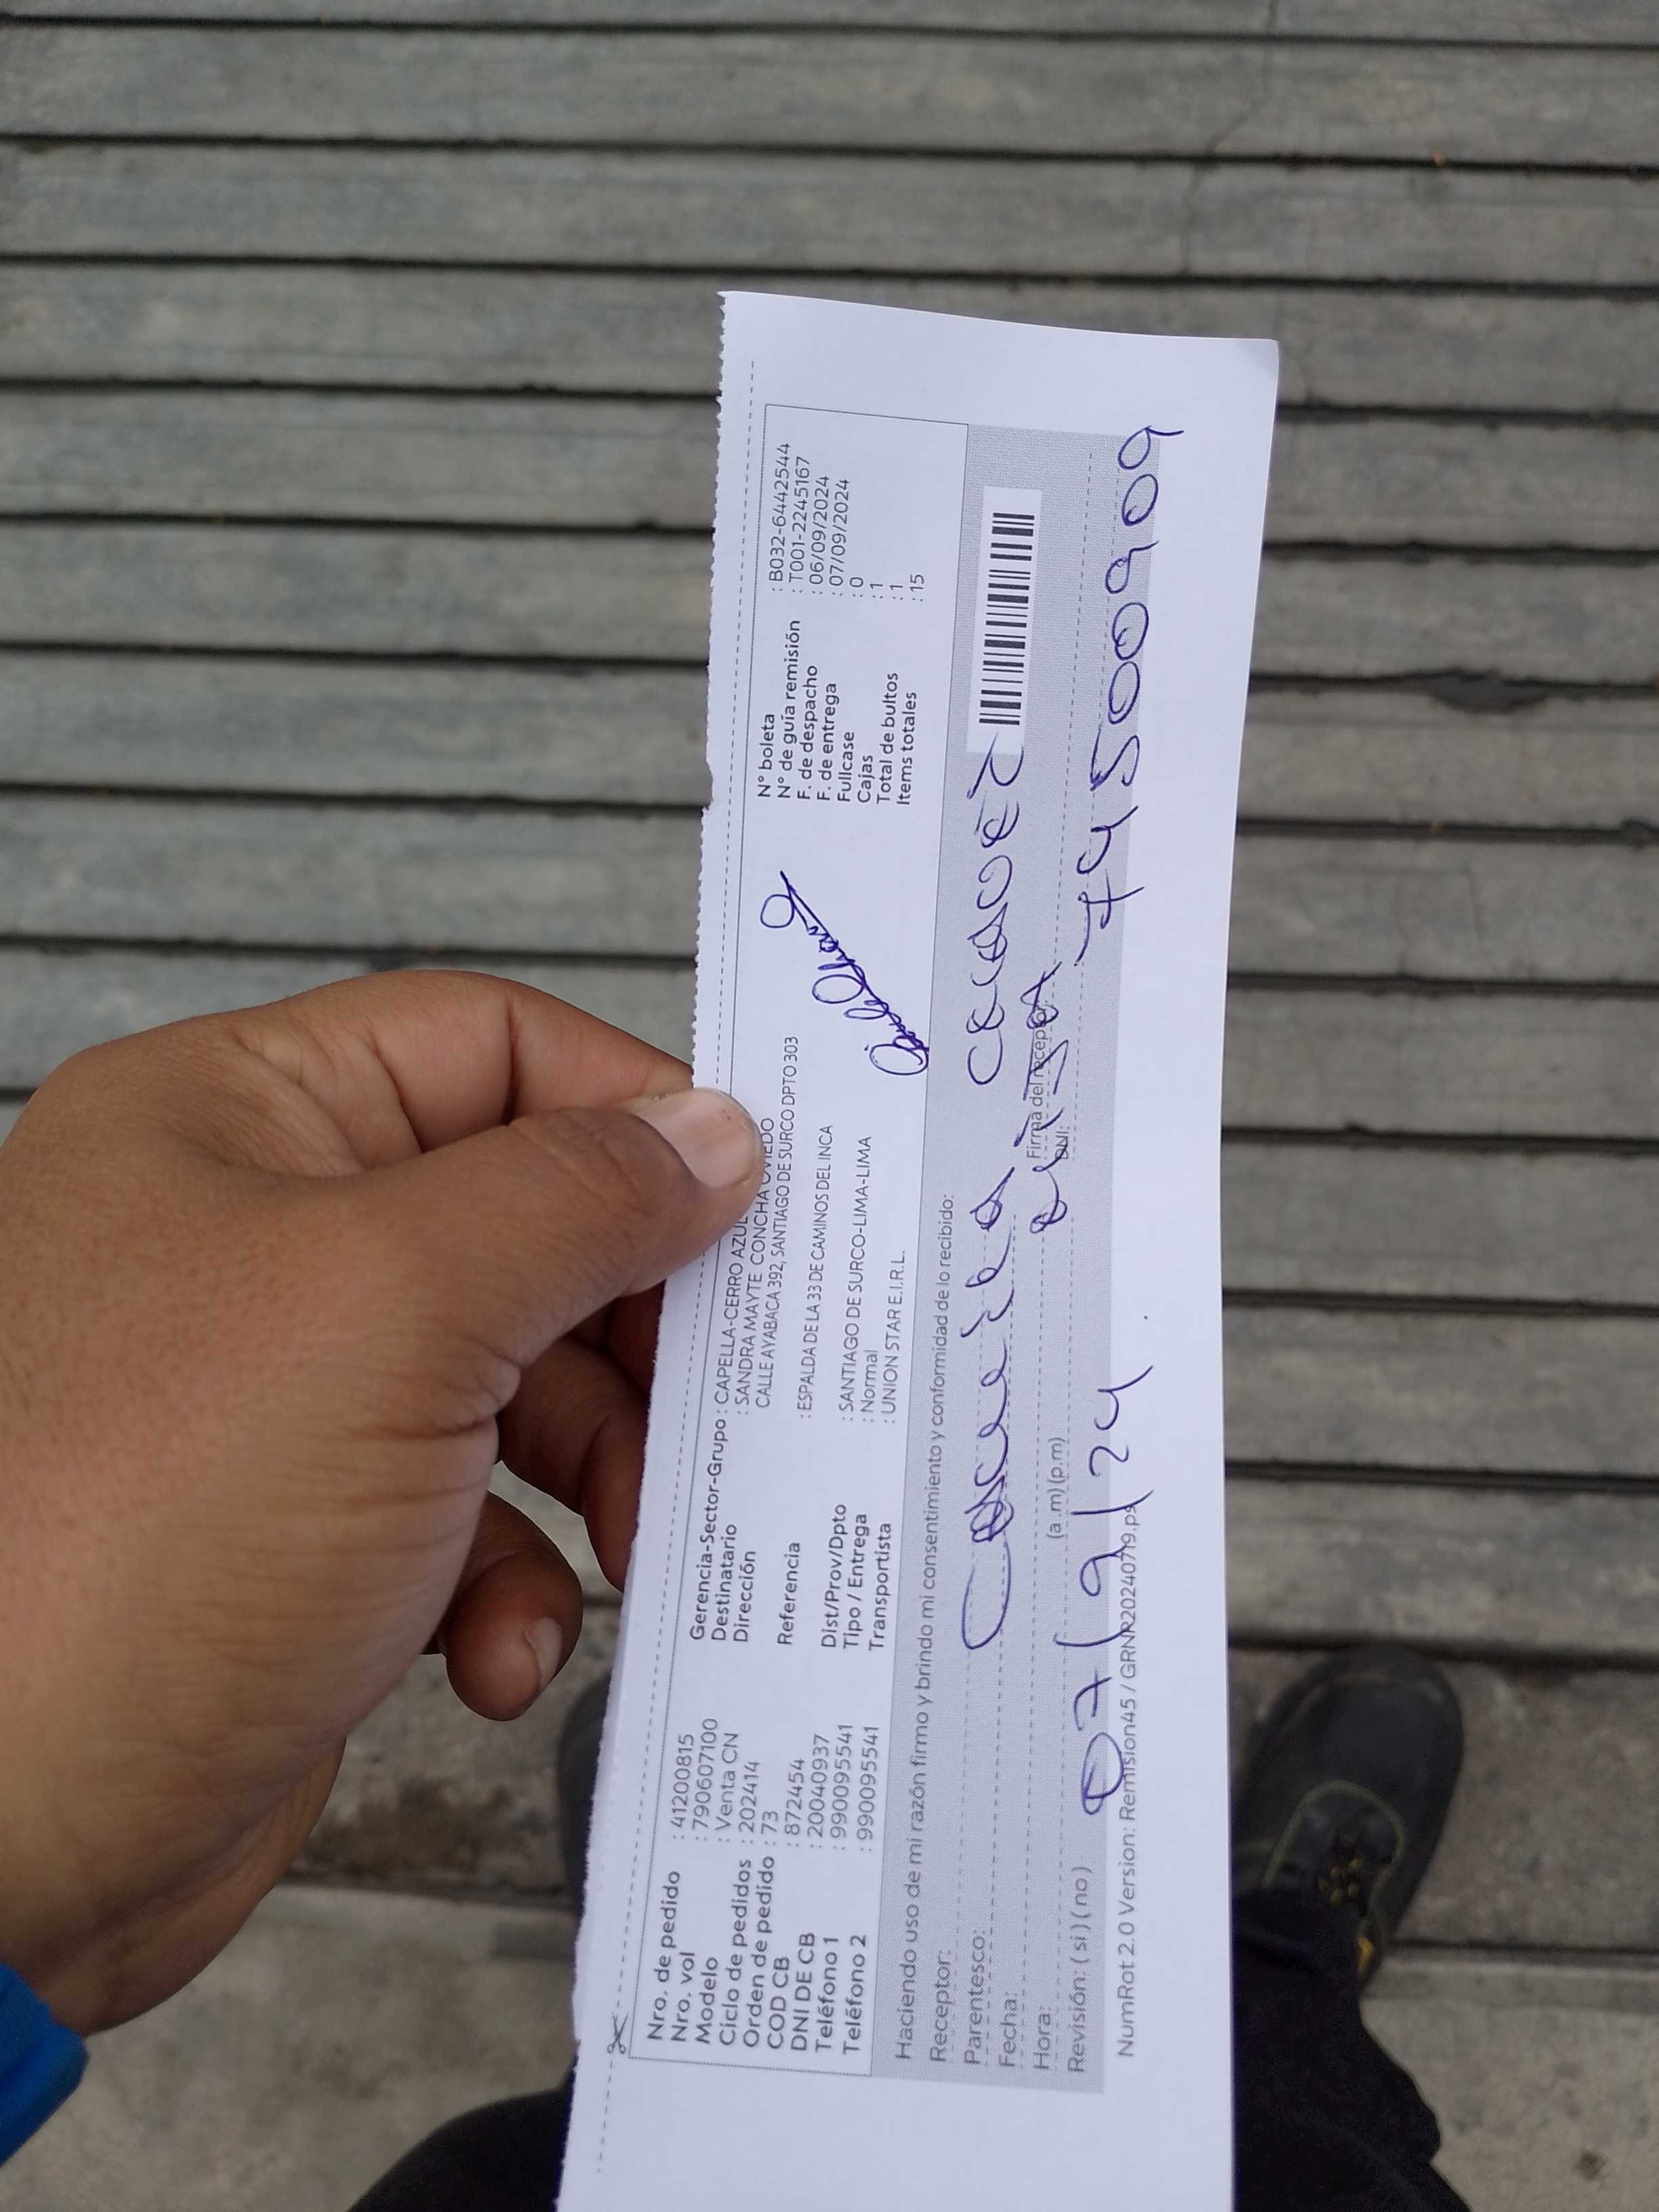 Nro. de pedido : 41200815
Nro. vol : 790607100
Modelo : Venta CN
Ciclo de pedidos : 202414
Orden de pedido : 73
COD CB : 872454
DNI DE CB : 20040937
Teléfono 1 : 990095541
Teléfono 2 : 990095541
Gerencia-Sector-Grupo : CAPELLA-CERRO
Destinatario : SANDRA MAYTE CONCHA OVIEDO
Dirección CALLE AYABACA 392, SANTIAGO DE SURCO DPTO 303
Referencia : ESPALDA DE LA 33 DE CAMINOS DEL INCA
Dist/Prov/Dpto : SANTIAGO DE SURCO-LIMA-LIMA
Tipo / Entrega : Normal
Transportista : UNION STAR E.I.R.L.
N° boleta : B032-6442544
N° de guía remisión : T001-2245167
F. de despacho : 06/09/2024
F. de entrega : 07/09/2024
Fullcase : 0
Cajas : 1
Total de bultos : 1
Items totales : 15
Haciendo uso de mi razón firmo y brindo mi consentimiento y conformidad de lo recibido:
Receptor:
Parentesco:
Fecha:
Hora: (a.m) (p.m)
Revisión: ( si ) ( no )
Firma del receptor
DNI:
74500909
07/9/24
NumRot 2.0 Version: Remision45 / GRNR20240719.ps